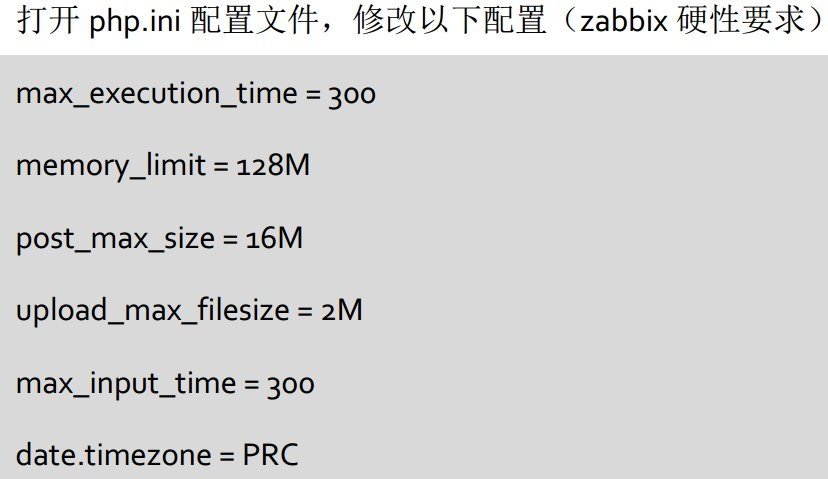 打开 php.ini 配置文件，修改以下配置（zabbix 硬性要求）
max_execution_time = 300
memory_limit = 128M
post_max_size = 16M
upload_max_filesize = 2M
max_input_time = 300
date.timezone = PRC